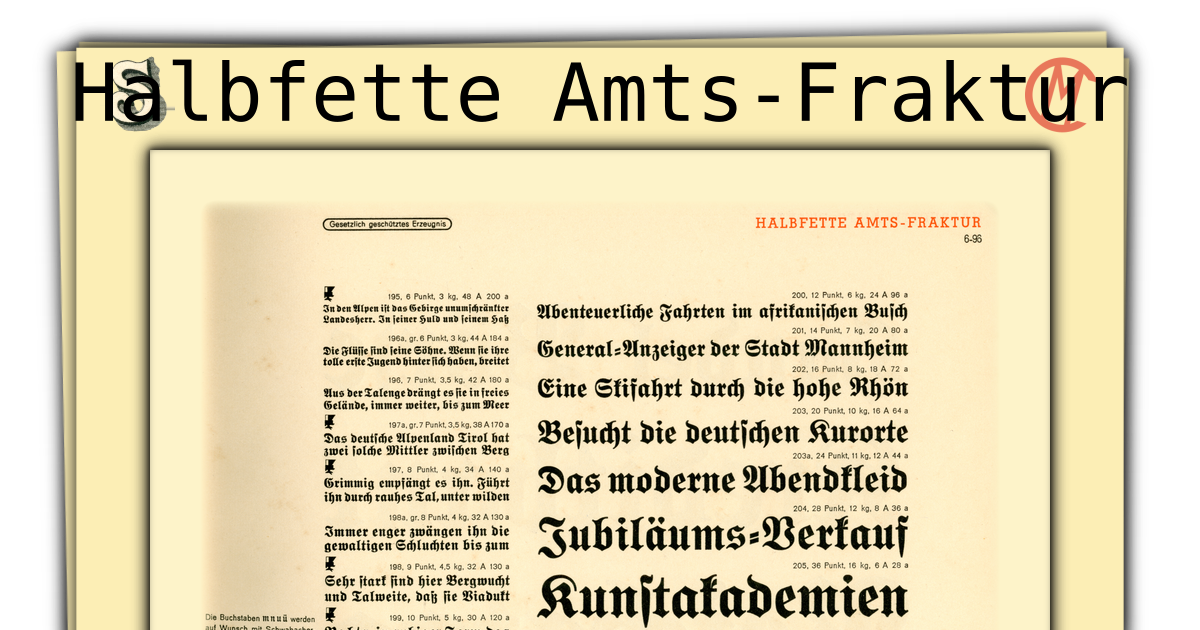 Halbfette Amts-Fraktur
Gesetzlich geschütztes Erzeugnis
HALBFETTE AMTS-FRAKTUR
6-96
195, 6 Punkt, 3 kg, 48 A 200 a
In den Alpen iſt das Gebirge unumſchränkter
Landesherr. In ſeiner Huld und ſeinem Haß
196a, gr. 6 Punkt, 3 kg, 44 A 184 a
Die Flüſſe ſind ſeine Söhne. Wenn ſie ihre
tolle erſte Jugend hinter ſich haben, breitet
196, 7 Punkt, 3,5 kg, 42 A 180 a
Aus der Talenge drängt es ſie in freies
Gelände, immer weiter, bis zum Meer
197a, gr. 7 Punkt, 3,5 kg, 38 A 170 a
Das deutſche Alpenland Tirol hat
zwei ſolche Mittler zwiſchen Berg
197, 8 Punkt, 4 kg, 34 A 140 a
Grimmig empfängt es ihn. Führt
ihn durch rauhes Tal, unter wilden
198a, gr. 8 Punkt, 4 kg, 32 A 130 a
Immer enger zwängen ihn die
gewaltigen Schluchten bis zum
198, 9 Punkt, 4,5 kg, 32 A 130 a
Sehr ſtark ſind hier Bergwucht
und Talweite, daß ſie Viadukt
199, 10 Punkt, 5 kg, 30 A 120 a
Die Buchstaben m n u ü werden
auf Wunsch mit Schwabacher
200, 12 Punkt, 6 kg, 24 A 96 a
Abenteuerliche Fahrten im afrikaniſchen Buſch
201, 14 Punkt, 7 kg, 20 A 80 a
General-Anzeiger der Stadt Mannheim
202, 16 Punkt, 8 kg, 18 A 72 a
Eine Skifahrt durch die hohe Rhön
203, 20 Punkt, 10 kg, 16 A 64 a
Beſucht die deutſchen Kurorte
203a, 24 Punkt, 11 kg, 12 A 44 a
Das moderne Abendkleid
204, 28 Punkt, 12 kg, 8 A 36 a
Jubiläums-Verkauf
205, 36 Punkt, 16 kg, 6 A 28 a
Kunſtakademien